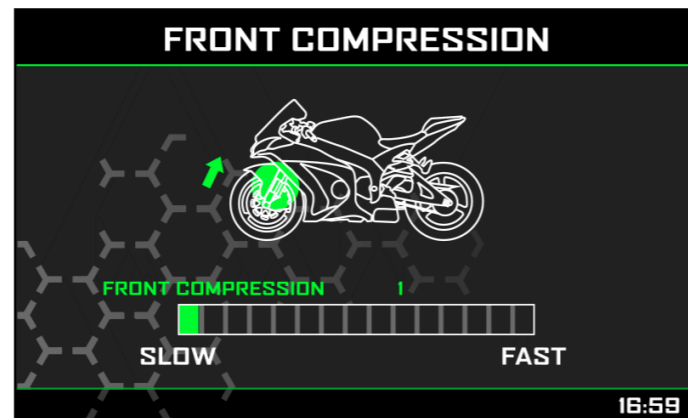 FRONT COMPRESSION
FRONT COMPRESSION 1
SLOW FAST
16:59